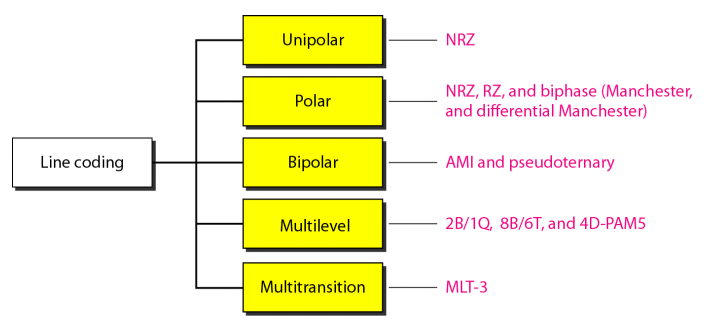 Unipolar
NRZ
Polar
NRZ, RZ, and biphase (Manchester,
and differential Manchester)
Line coding
Bipolar
AMI and pseudoternary
Multilevel
2B/1Q, 8B/6T, and 4D-PAM5
Multitransition
MLT-3